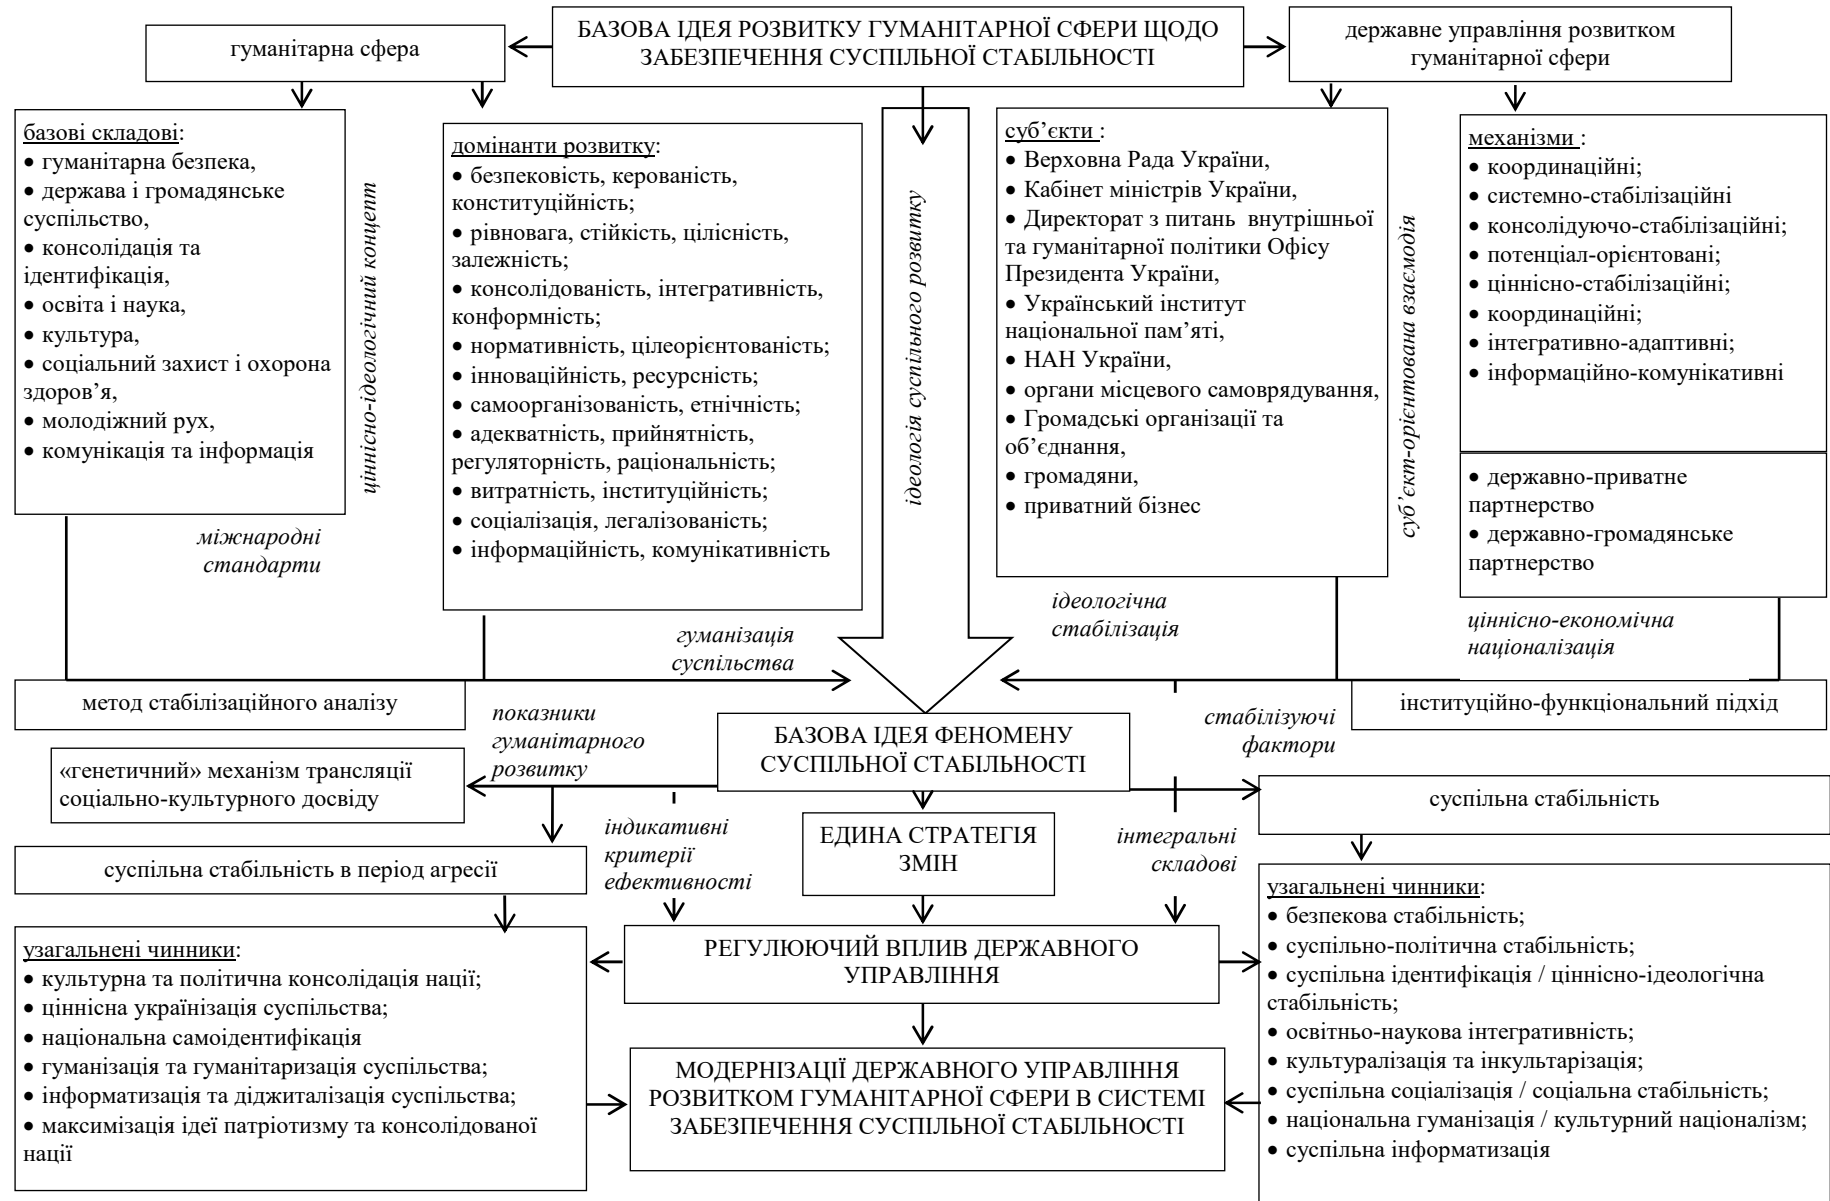 БАЗОВА ІДЕЯ РОЗВИТКУ ГУМАНІТАРНОЇ СФЕРИ ЩОДО
ЗАБЕЗПЕЧЕННЯ СУСПІЛЬНОЇ СТАБІЛЬНОСТІ
гуманітарна сфера
державне управління розвитком
гуманітарної сфери
базові складові:
• гуманітарна безпека,
• держава і громадянське
суспільство,
• консолідація та
ідентифікація,
• освіта і наука,
• культура,
• соціальний захист і охорона
здоров’я,
• молодіжний рух,
• комунікація та інформація
ціннісно-ідеологічний концепт
домінанти розвитку:
• безпековість, керованість,
конституційність;
• рівновага, стійкість, цілісність,
залежність;
• консолідованість, інтегративність,
конформність;
• нормативність, цілеорієнтованість;
• інноваційність, ресурсність;
• самоорганізованість, етнічність;
• адекватність, прийнятність,
регуляторність, раціональність;
• витратність, інституційність;
• соціалізація, легалізованість;
• інформаційність, комунікативність
ідеологія суспільного розвитку
суб’єкти :
• Верховна Рада України,
• Кабінет міністрів України,
• Директорат з питань внутрішньої
та гуманітарної політики Офісу
Президента України,
• Український інститут
національної пам’яті,
• НАН України,
• органи місцевого самоврядування,
• Громадські організації та
об’єднання,
• громадяни,
• приватний бізнес
суб’єкт-орієнтована взаємодія
механізми :
• координаційні;
• системно-стабілізаційні
• консолідуючо-стабілізаційні;
• потенціал-орієнтовані;
• ціннісно-стабілізаційні;
• координаційні;
• інтегративно-адаптивні;
• інформаційно-комунікативні
• державно-приватне
партнерство
• державно-громадянське
партнерство
міжнародні
стандарти
гуманізація
суспільства
ідеологічна
стабілізація
ціннісно-економічна
націоналізація
метод стабілізаційного аналізу
інституційно-функціональний підхід
показники
гуманітарного
розвитку
БАЗОВА ІДЕЯ ФЕНОМЕНУ
СУСПІЛЬНОЇ СТАБІЛЬНОСТІ
стабілізуючі
фактори
«генетичний» механізм трансляції
соціально-культурного досвіду
суспільна стабільність
індикативні
критерії
ефективності
ЕДИНА СТРАТЕГІЯ
ЗМІН
інтегральні
складові
суспільна стабільність в період агресії
узагальнені чинники:
• культурна та політична консолідація нації;
• ціннісна українізація суспільства;
• національна самоідентифікація
• гуманізація та гуманітаризація суспільства;
• інформатизація та діджиталізація суспільства;
• максимізація ідеї патріотизму та консолідованої
нації
РЕГУЛЮЮЧИЙ ВПЛИВ ДЕРЖАВНОГО
УПРАВЛІННЯ
узагальнені чинники:
• безпекова стабільність;
• суспільно-політична стабільність;
• суспільна ідентифікація / ціннісно-ідеологічна
стабільність;
• освітньо-наукова інтегративність;
• культуралізація та інкультарізація;
• суспільна соціалізація / соціальна стабільність;
• національна гуманізація / культурний націоналізм;
• суспільна інформатизація
МОДЕРНІЗАЦІЇ ДЕРЖАВНОГО УПРАВЛІННЯ
РОЗВИТКОМ ГУМАНІТАРНОЇ СФЕРИ В СИСТЕМІ
ЗАБЕЗПЕЧЕННЯ СУСПІЛЬНОЇ СТАБІЛЬНОСТІ